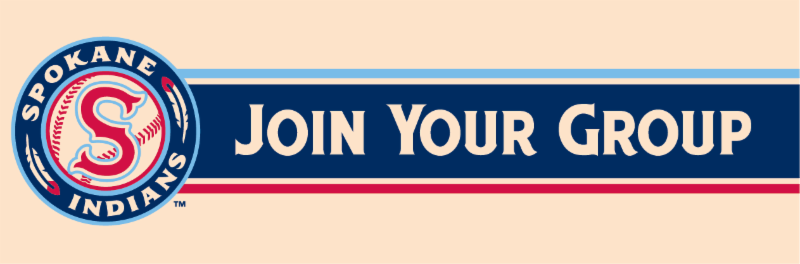 SPOKANE
S
INDIANS
TM
JOIN YOUR GROUP